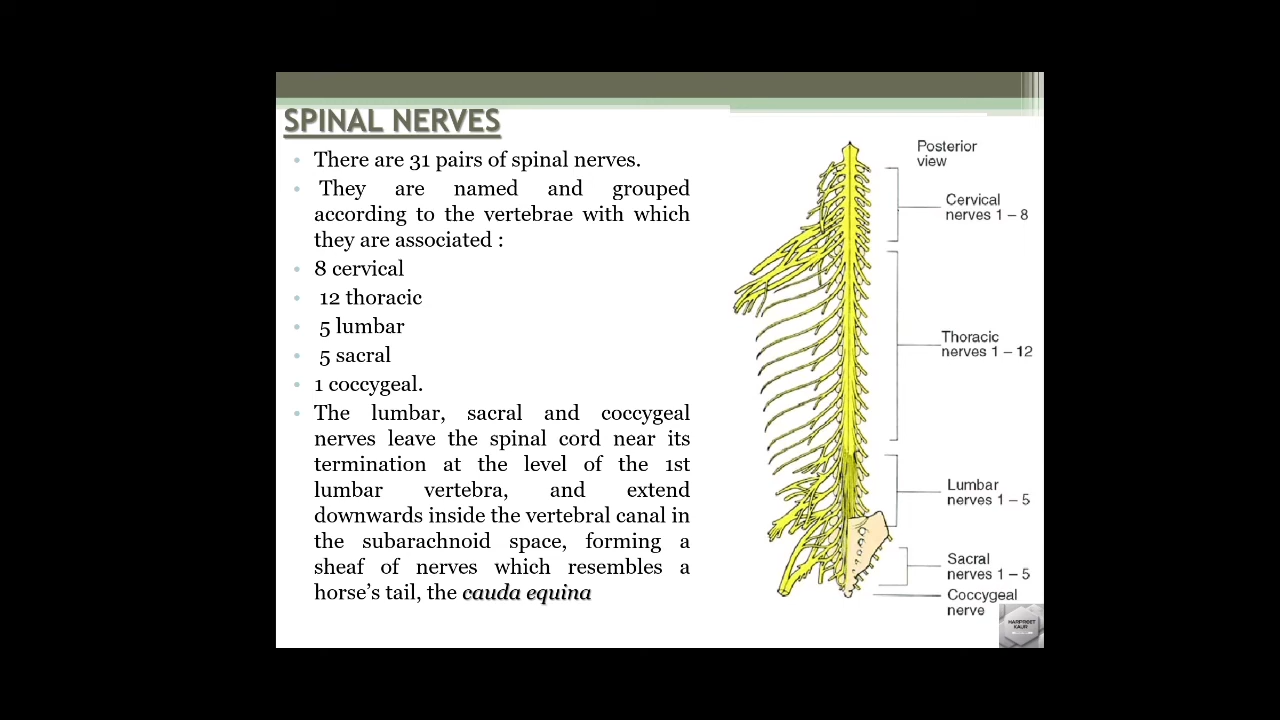 SPINAL NERVES
There are 31 pairs of spinal nerves.
They are named and grouped
according to the vertebrae with which
they are associated :
8 cervical
12 thoracic
5 lumbar
5 sacral
1 coccygeal.
The lumbar, sacral and coccygeal
nerves leave the spinal cord near its
termination at the level of the 1st
lumbar vertebra, and extend
downwards inside the vertebral canal in
the subarachnoid space, forming a
sheaf of nerves which resembles a
horse’s tail, the cauda equina
Posterior
view
Cervical
nerves 1 – 8
Thoracic
nerves 1 – 12
Lumbar
nerves 1 – 5
Sacral
nerves 1 – 5
Coccygeal
nerve
HARPREET
KAUR